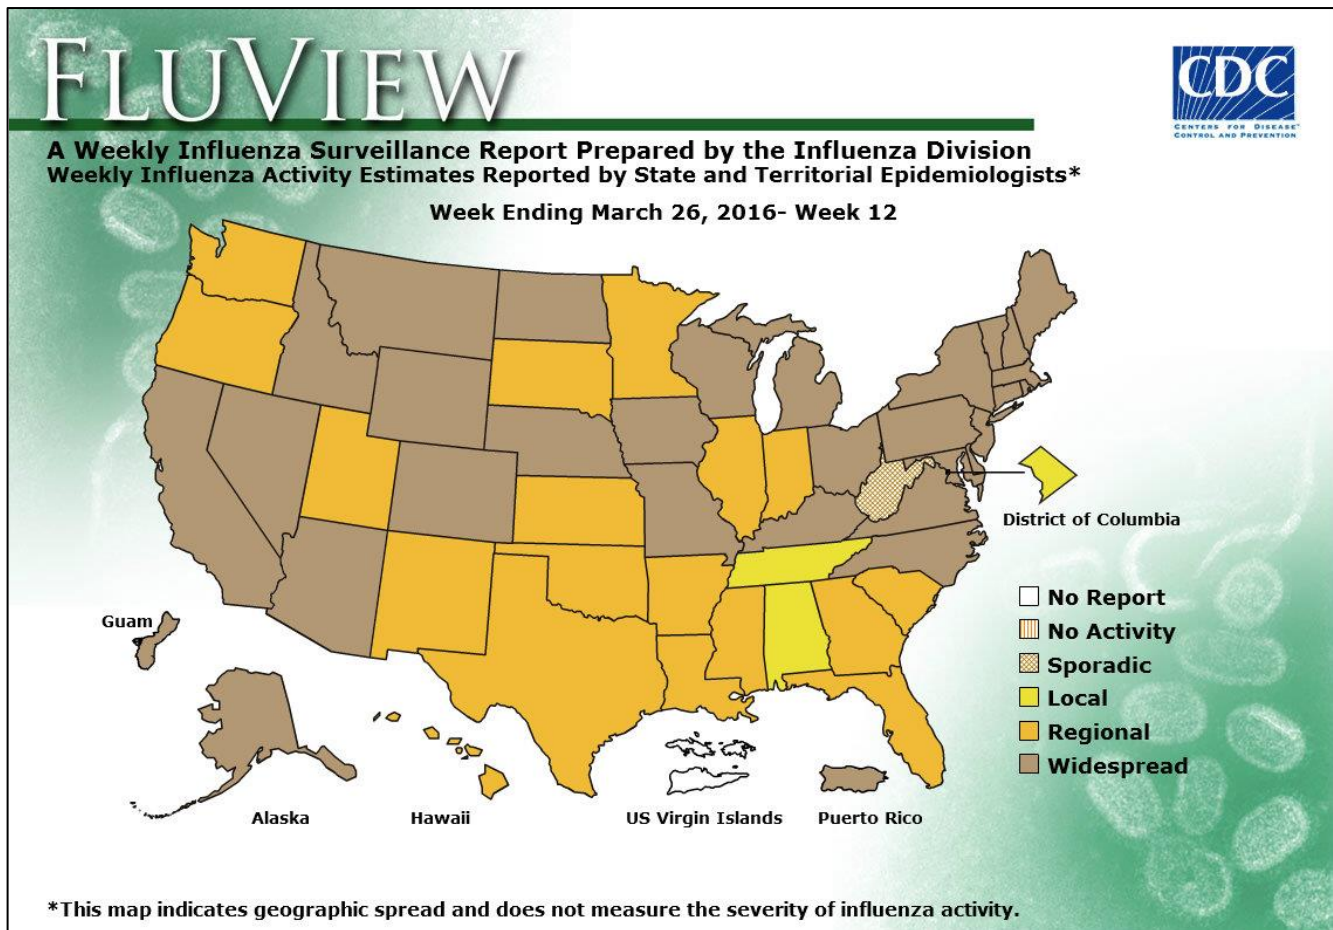 FLUVIEW
CDC
CENTERS FOR DISEASE™
CONTROL AND PREVENTION
A Weekly Influenza Surveillance Report Prepared by the Influenza Division
Weekly Influenza Activity Estimates Reported by State and Territorial Epidemiologists*
Week Ending March 26, 2016- Week 12
District of Columbia
No Report
No Activity
Sporadic
Local
Regional
Widespread
Guam
Alaska
Hawaii
US Virgin Islands
Puerto Rico
*This map indicates geographic spread and does not measure the severity of influenza activity.